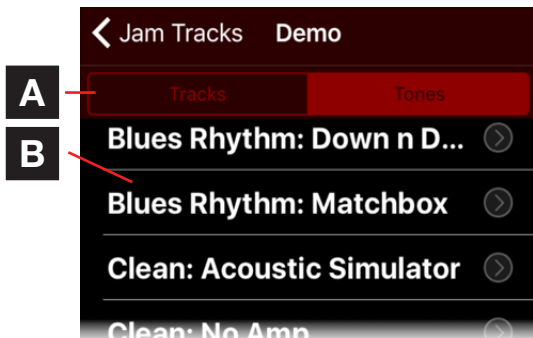 Jam Tracks Demo
A
Tracks Tones
Blues Rhythm: Down n D...
B
Blues Rhythm: Matchbox
Clean: Acoustic Simulator
Clean: No Amp